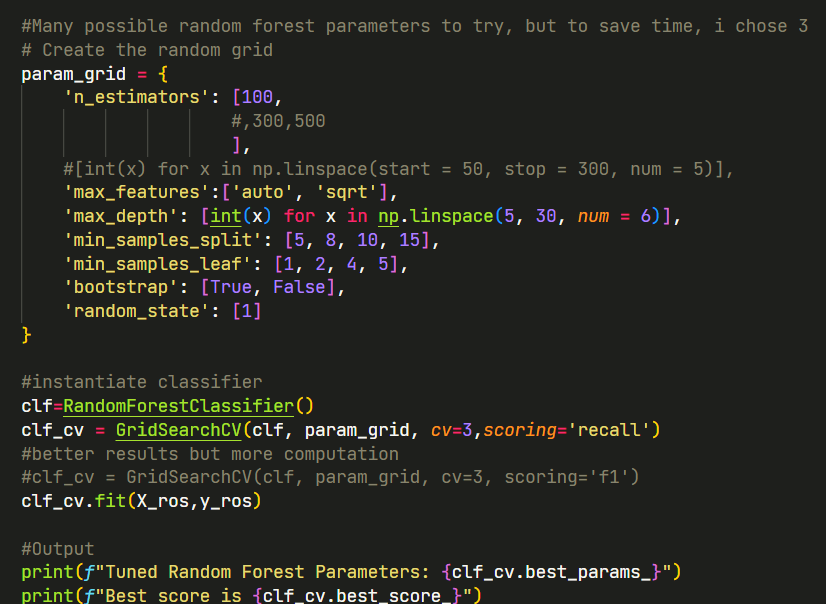 #Many possible random forest parameters to try, but to save time, i chose 3
# Create the random grid
param_grid = {
    'n_estimators': [100,
                    #,300,500
                    ],
    #[int(x) for x in np.linspace(start = 50, stop = 300, num = 5)],
    'max_features':['auto', 'sqrt'],
    'max_depth': [int(x) for x in np.linspace(5, 30, num = 6)],
    'min_samples_split': [5, 8, 10, 15],
    'min_samples_leaf': [1, 2, 4, 5],
    'bootstrap': [True, False],
    'random_state': [1]
}

#instantiate classifier
clf=RandomForestClassifier()
clf_cv = GridSearchCV(clf, param_grid, cv=3,scoring='recall')
#better results but more computation
#clf_cv = GridSearchCV(clf, param_grid, cv=3, scoring='f1')
clf_cv.fit(X_ros,y_ros)

#Output
print(f"Tuned Random Forest Parameters: {clf_cv.best_params_}")
print(f"Best score is {clf_cv.best_score_}")